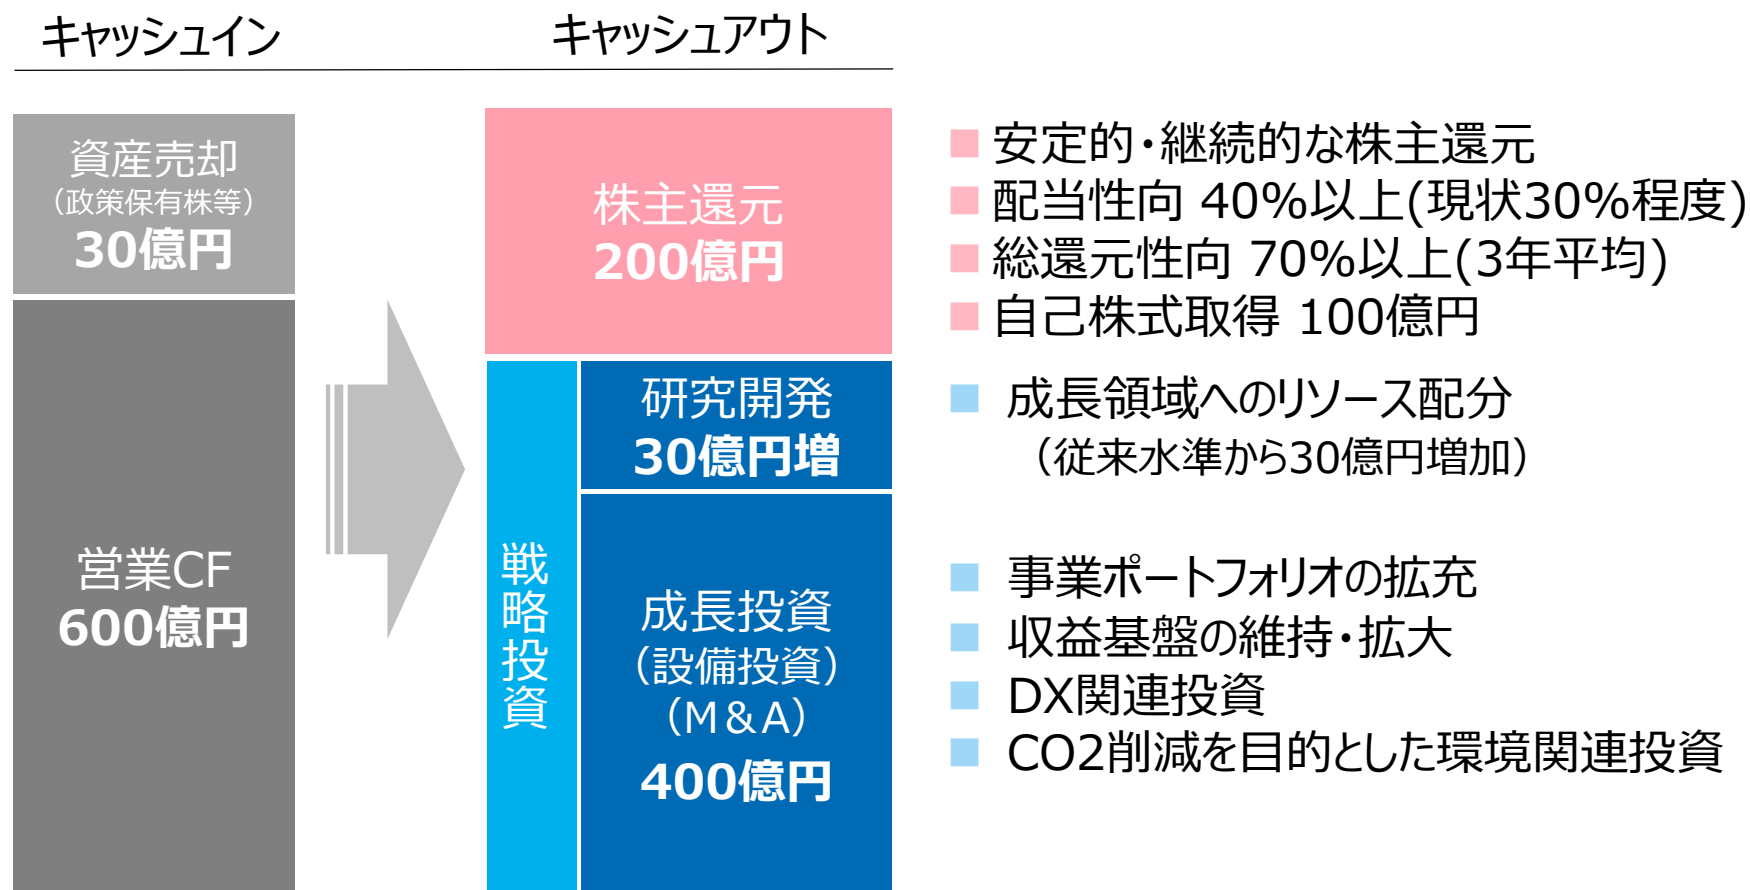 キャッシュイン
キャッシュアウト
資産売却
（政策保有株等）
30億円
営業CF
600億円
株主還元
200億円
戦略投資
研究開発
30億円増
成長投資
（設備投資）
（M＆A）
400億円
安定的・継続的な株主還元
配当性向 40%以上(現状30%程度)
総還元性向 70%以上(3年平均)
自己株式取得 100億円
成長領域へのリソース配分
（従来水準から30億円増加）
事業ポートフォリオの拡充
収益基盤の維持・拡大
DX関連投資
CO2削減を目的とした環境関連投資